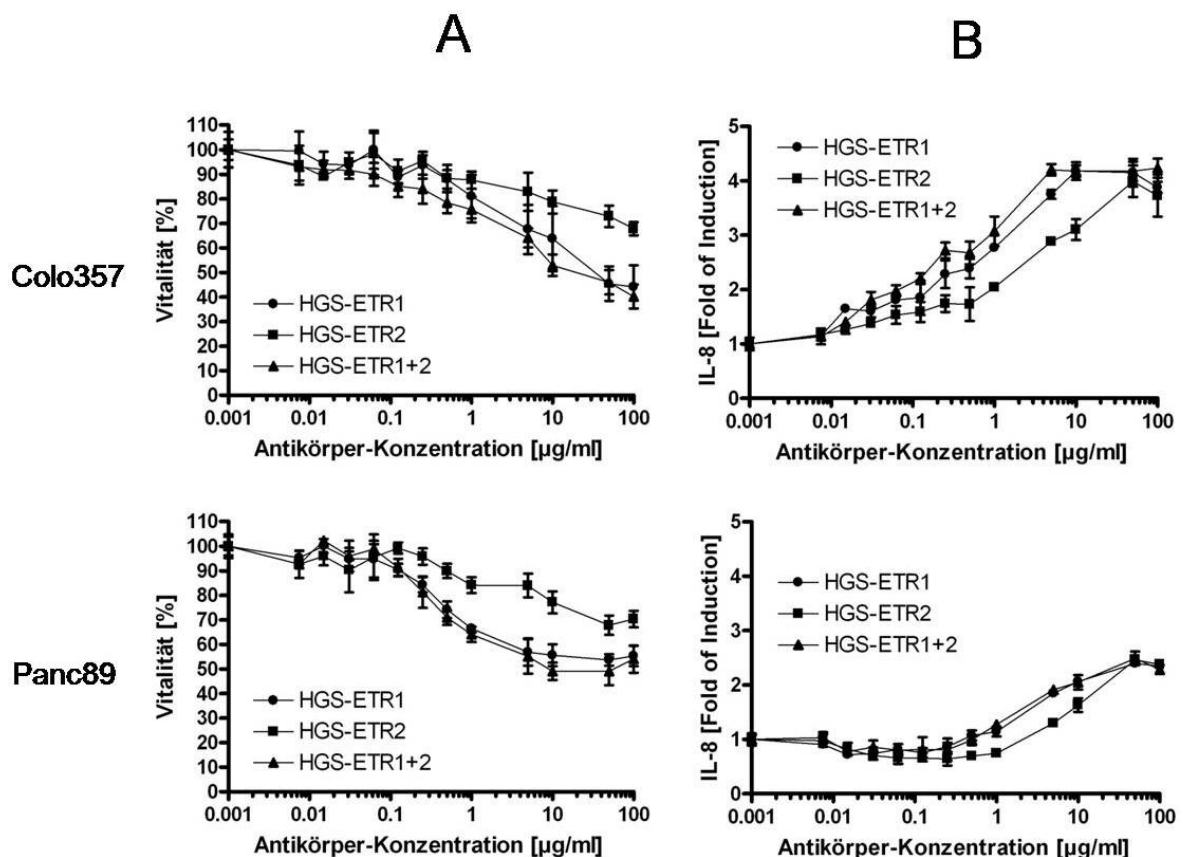 A
B
Colo357
Vitalität [%]
110
100
90
80
70
60
50
40
30
20
10
0
HGS-ETR1
HGS-ETR2
HGS-ETR1+2
0.001 0.01 0.1 1 10 100
Antikörper-Konzentration [µg/ml]
IL-8 [Fold of Induction]
5
4
3
2
1
0
HGS-ETR1
HGS-ETR2
HGS-ETR1+2
0.001 0.01 0.1 1 10 100
Antikörper-Konzentration [µg/ml]
Panc89
Vitalität [%]
110
100
90
80
70
60
50
40
30
20
10
0
HGS-ETR1
HGS-ETR2
HGS-ETR1+2
0.001 0.01 0.1 1 10 100
Antikörper-Konzentration [µg/ml]
IL-8 [Fold of Induction]
5
4
3
2
1
0
HGS-ETR1
HGS-ETR2
HGS-ETR1+2
0.001 0.01 0.1 1 10 100
Antikörper-Konzentration [µg/ml]